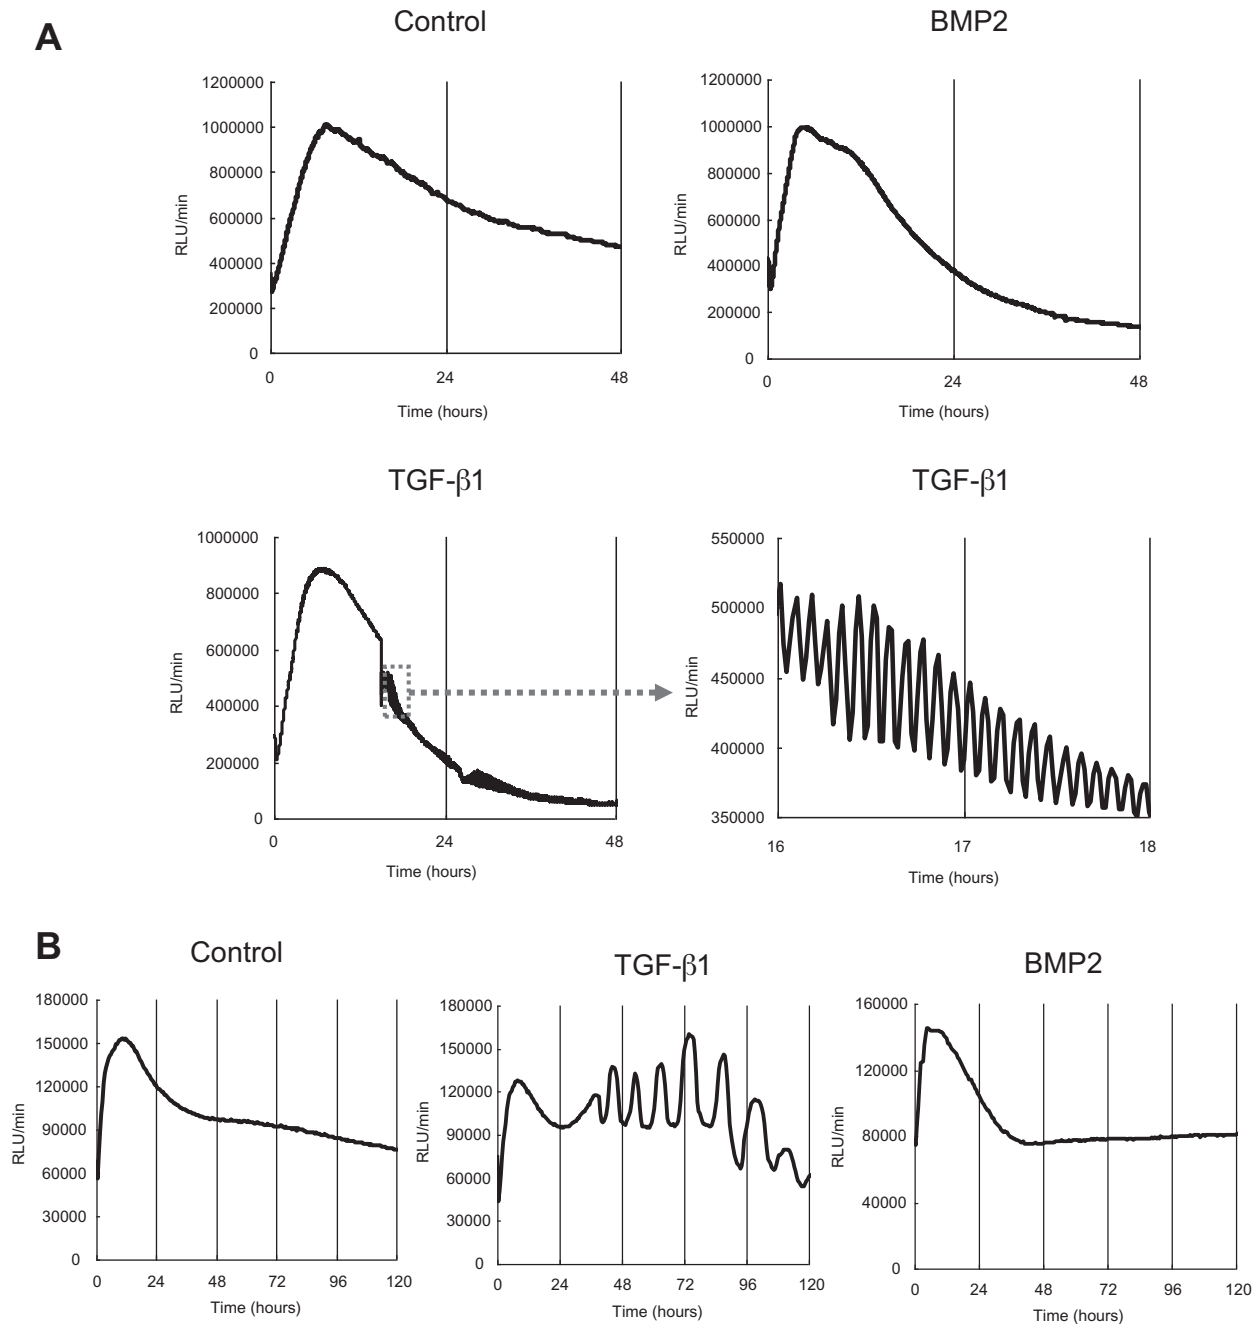 A
Control
BMP2
RLU/min
1200000
1000000
800000
600000
400000
200000
0
0 24 48
Time (hours)
RLU/min
1200000
1000000
800000
600000
400000
200000
0
0 24 48
Time (hours)
TGF-β1
TGF-β1
RLU/min
1000000
800000
600000
400000
200000
0
0 24 48
Time (hours)
RLU/min
550000
500000
450000
400000
350000
16 17 18
Time (hours)
B
Control
TGF-β1
BMP2
RLU/min
180000
150000
120000
90000
60000
30000
0
0 24 48 72 96 120
Time (hours)
RLU/min
180000
150000
120000
90000
60000
30000
0
0 24 48 72 96 120
Time (hours)
RLU/min
160000
120000
80000
40000
0
0 24 48 72 96 120
Time (hours)